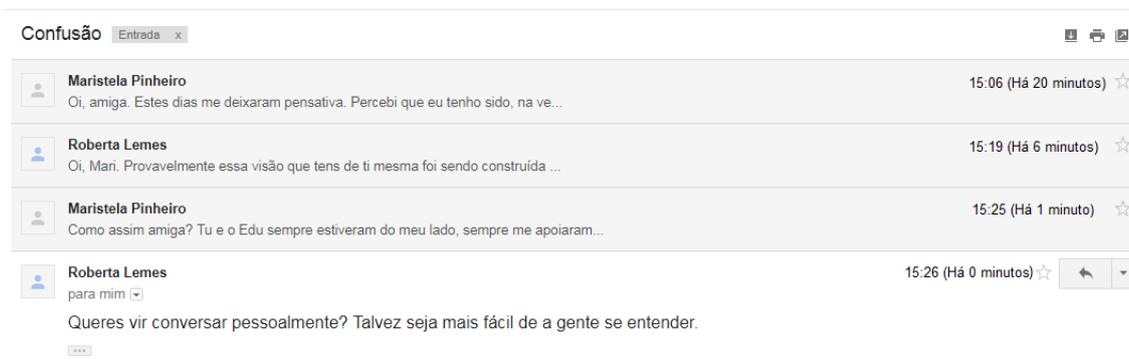 Confusão Entrada x
Maristela Pinheiro 15:06 (Há 20 minutos)
Oi, amiga. Estes dias me deixaram pensativa. Percebi que eu tenho sido, na ve...
Roberta Lemes 15:19 (Há 6 minutos)
Oi, Mari. Provavelmente essa visão que tens de ti mesma foi sendo construída ...
Maristela Pinheiro 15:25 (Há 1 minuto)
Como assim amiga? Tu e o Edu sempre estiveram do meu lado, sempre me apoiaram...
Roberta Lemes 15:26 (Há 0 minutos)
para mim
Queres vir conversar pessoalmente? Talvez seja mais fácil de a gente se entender.
...